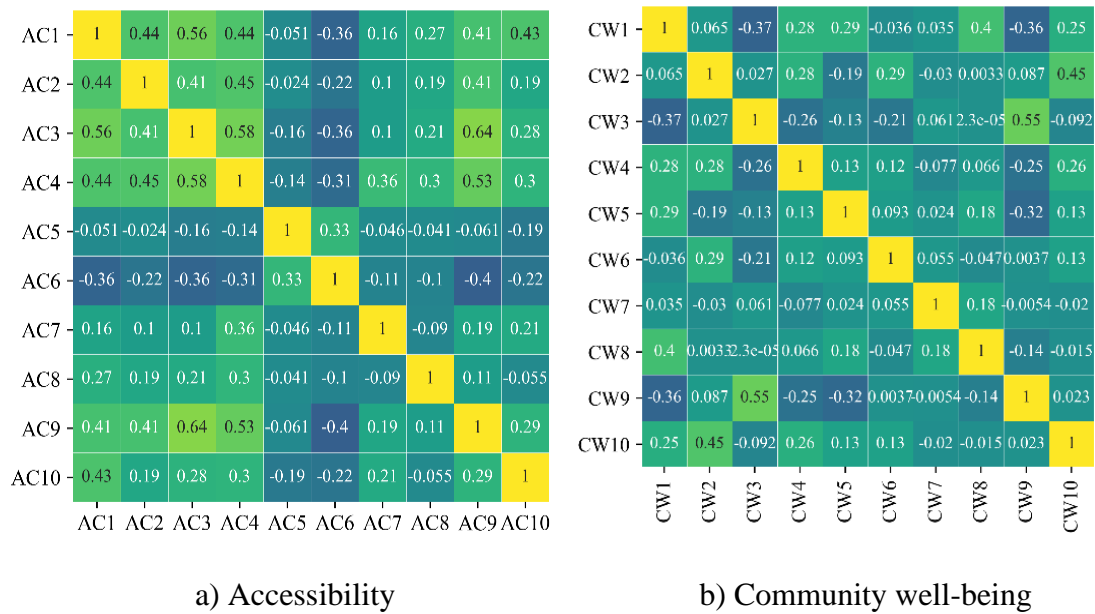 AC1 1 0.44 0.56 0.44 -0.051 -0.36 0.16 0.27 0.41 0.43
AC2 0.44 1 0.41 0.45 -0.024 -0.22 0.1 0.19 0.41 0.19
AC3 0.56 0.41 1 0.58 -0.16 -0.36 0.1 0.21 0.64 0.28
AC4 0.44 0.45 0.58 1 -0.14 -0.31 0.36 0.3 0.53 0.3
AC5 -0.051 -0.024 -0.16 -0.14 1 0.33 -0.046 -0.041 -0.061 -0.19
AC6 -0.36 -0.22 -0.36 -0.31 0.33 1 -0.11 -0.1 -0.4 -0.22
AC7 0.16 0.1 0.1 0.36 -0.046 -0.11 1 -0.09 0.19 0.21
AC8 0.27 0.19 0.21 0.3 -0.041 -0.1 -0.09 1 0.11 -0.055
AC9 0.41 0.41 0.64 0.53 -0.061 -0.4 0.19 0.11 1 0.29
AC10 0.43 0.19 0.28 0.3 -0.19 -0.22 0.21 -0.055 0.29 1
AC1 AC2 AC3 AC4 AC5 AC6 AC7 AC8 AC9 AC10
a) Accessibility
CW1 1 0.065 -0.37 0.28 0.29 -0.036 0.035 0.4 -0.36 0.25
CW2 0.065 1 0.027 0.28 -0.19 0.29 -0.03 0.0033 0.087 0.45
CW3 -0.37 0.027 1 -0.26 -0.13 -0.21 0.061 2.3e-05 0.55 -0.092
CW4 0.28 0.28 -0.26 1 0.13 0.12 -0.077 0.066 -0.25 0.26
CW5 0.29 -0.19 -0.13 0.13 1 0.093 0.024 0.18 -0.32 0.13
CW6 -0.036 0.29 -0.21 0.12 0.093 1 0.055 -0.047 0.0037 0.13
CW7 0.035 -0.03 0.061 -0.077 0.024 0.055 1 0.18 -0.0054 -0.02
CW8 0.4 0.0033 2.3e-05 0.066 0.18 -0.047 0.18 1 -0.14 -0.015
CW9 -0.36 0.087 0.55 -0.25 -0.32 0.0037 -0.0054 -0.14 1 0.023
CW10 0.25 0.45 -0.092 0.26 0.13 0.13 -0.02 -0.015 0.023 1
CW1 CW2 CW3 CW4 CW5 CW6 CW7 CW8 CW9 CW10
b) Community well-being